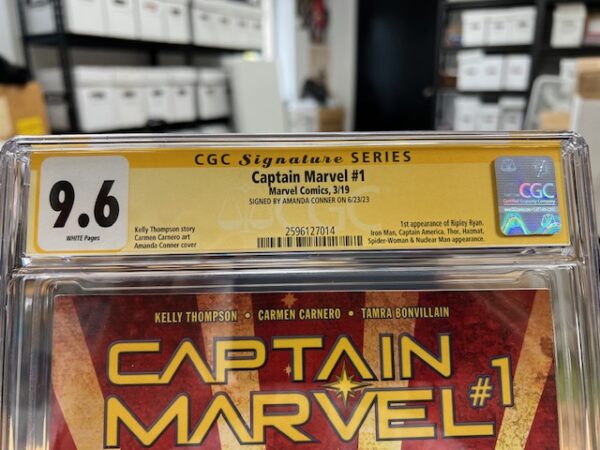 CGC Signature SERIES
9.6
WHITE Pages
Captain Marvel #1
Marvel Comics, 3/19
SIGNED BY AMANDA CONNER ON 6/23/23
Kelly Thompson story
Carmen Carnero art
Amanda Conner cover
2596127014
1st appearance of Ripley Ryan.
Iron Man, Captain America, Thor, Hazmat,
Spider-Woman & Nuclear Man appearance.
CGC
KELLY THOMPSON • CARMEN CARNERO • TAMRA BONVILLAIN
CAPTAIN
MARVEL #1